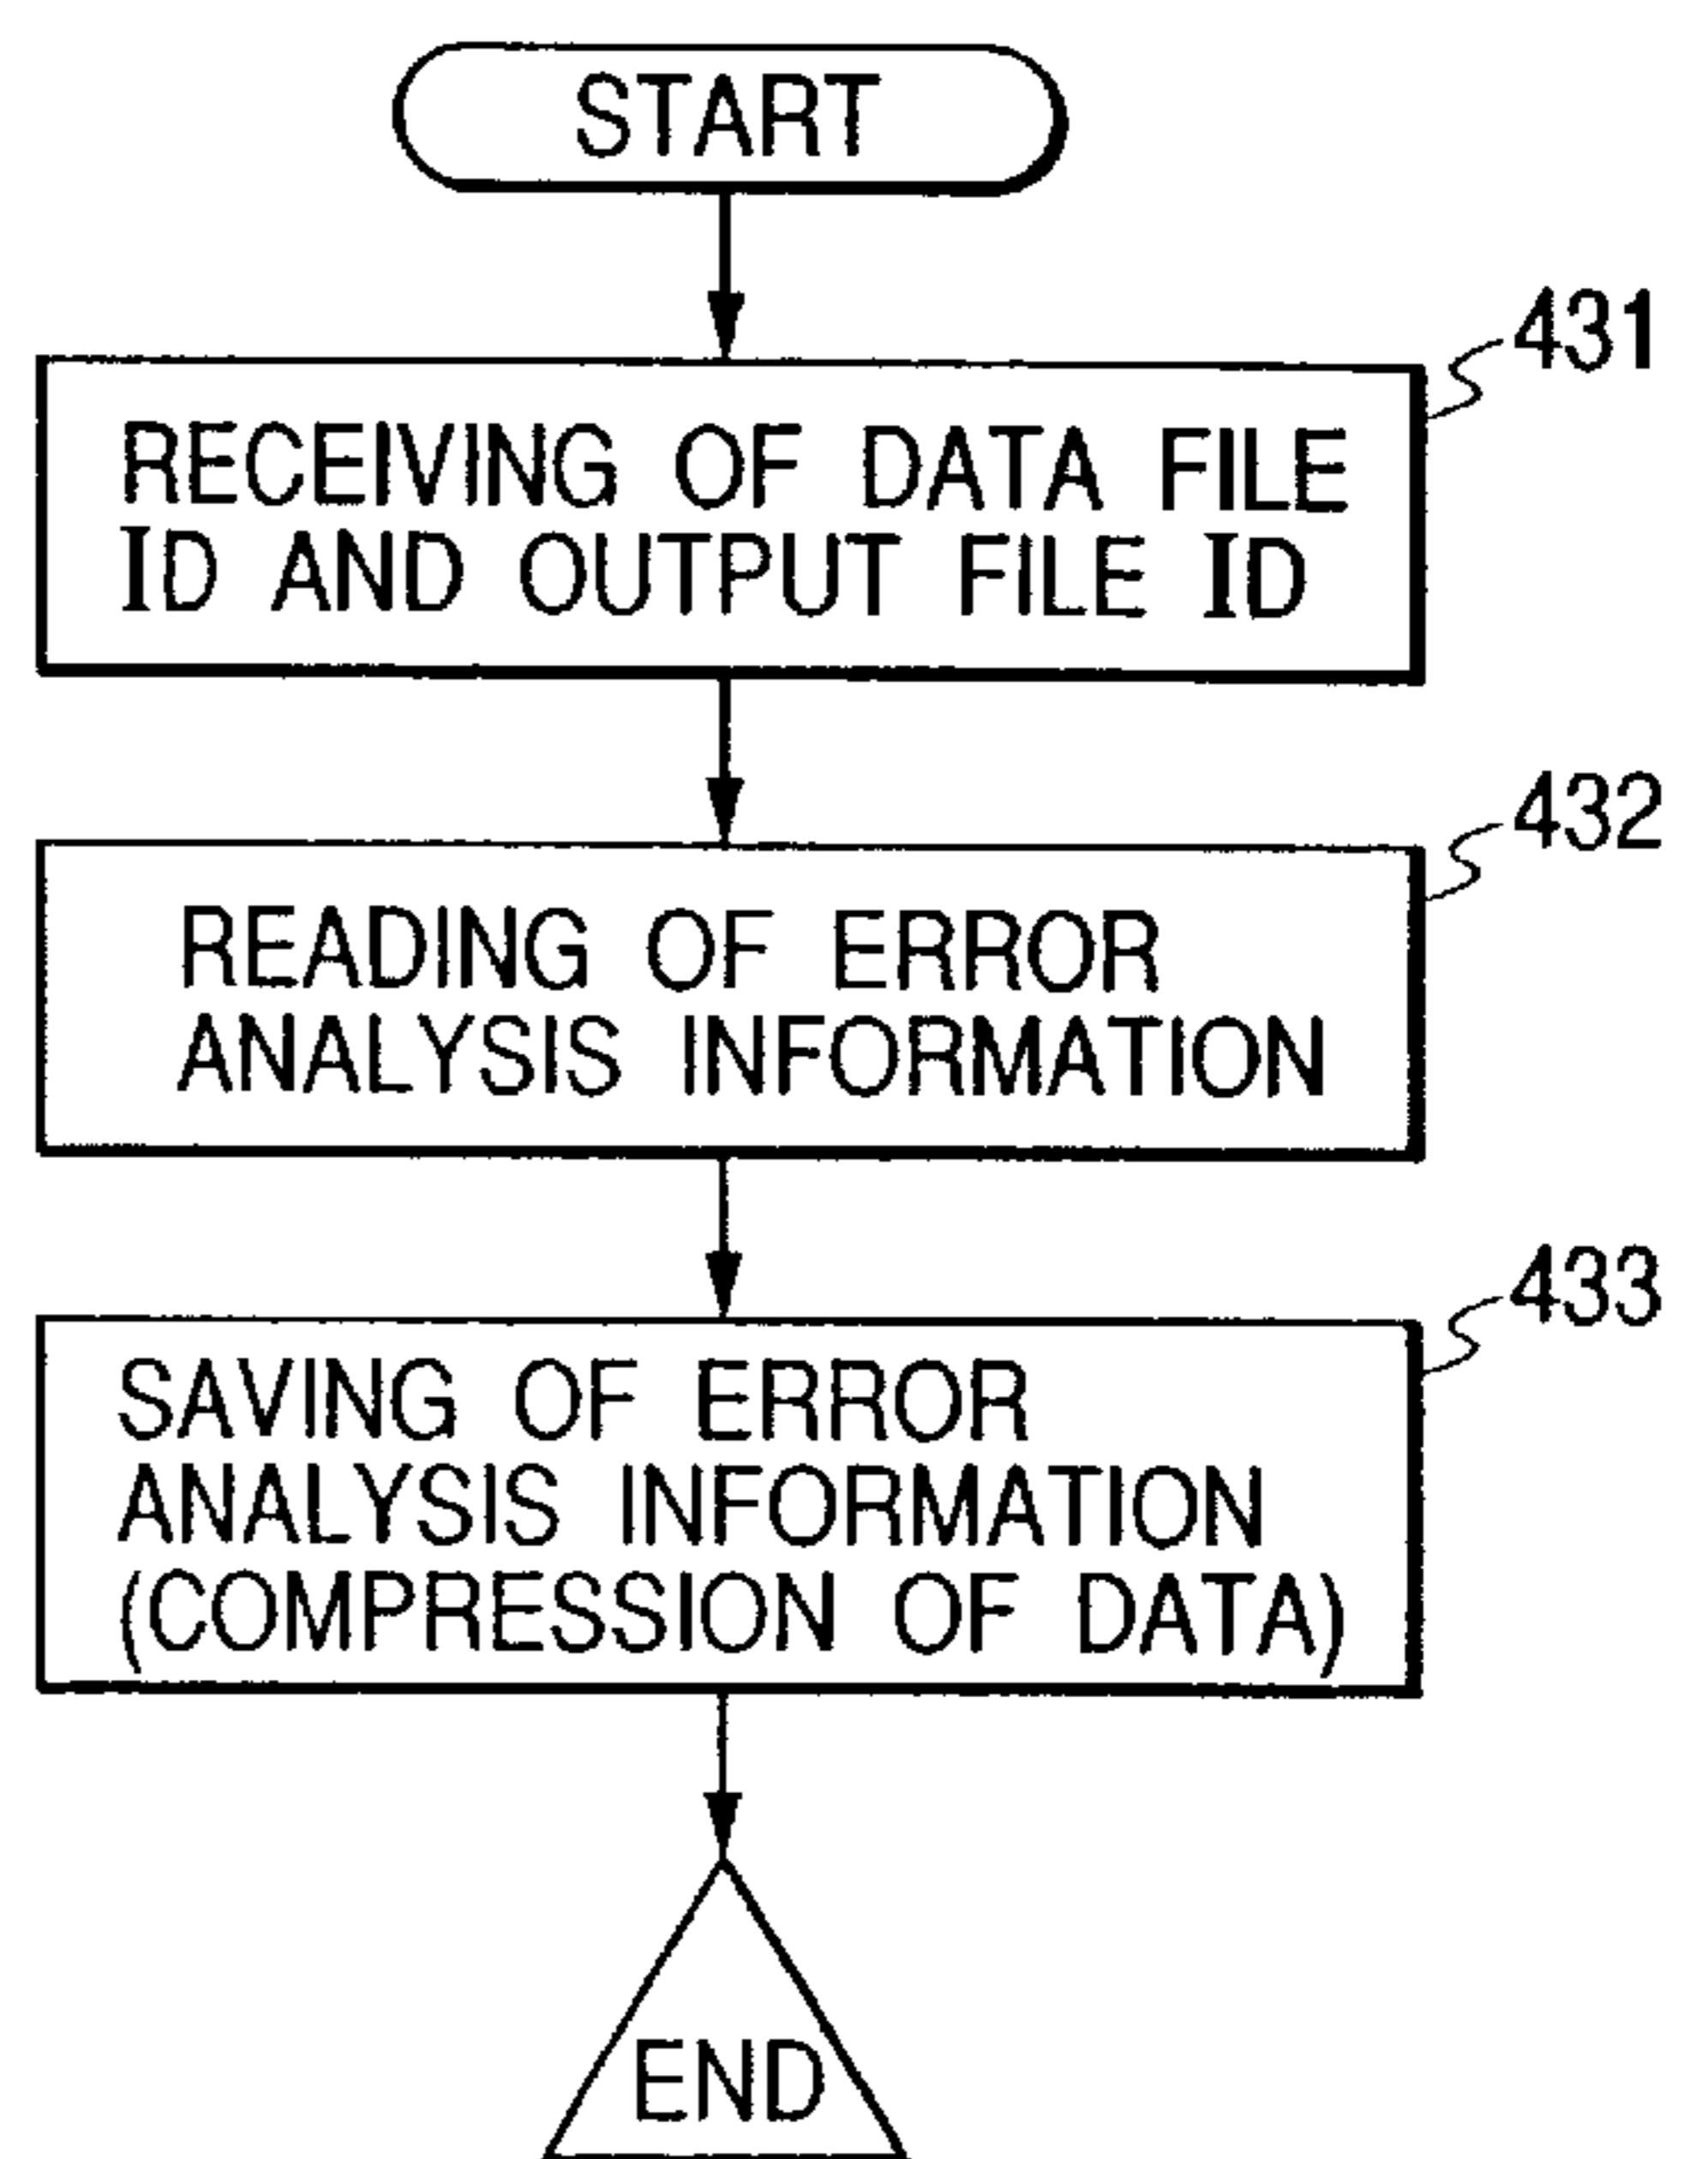 START
431
RECEIVING OF DATA FILE
ID AND OUTPUT FILE ID
432
READING OF ERROR
ANALYSIS INFORMATION
433
SAVING OF ERROR
ANALYSIS INFORMATION
(COMPRESSION OF DATA)
END